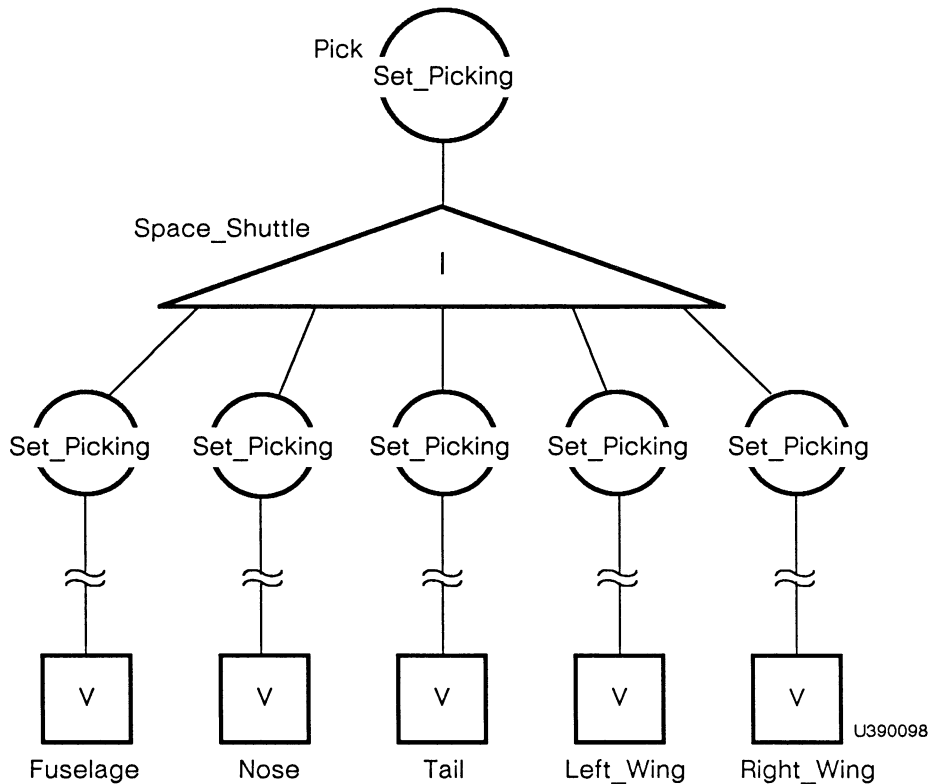 Pick
Set_Picking
Space_Shuttle
I
Set_Picking Set_Picking Set_Picking Set_Picking Set_Picking
V V V V V
U390098
Fuselage Nose Tail Left_Wing Right_Wing